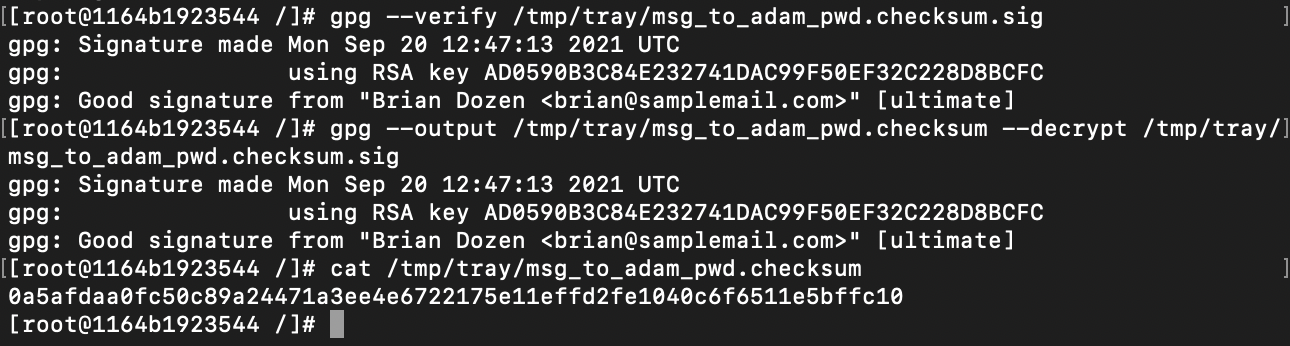 [[root@1164b1923544 /]# gpg --verify /tmp/tray/msg_to_adam_pwd.checksum.sig ]
gpg: Signature made Mon Sep 20 12:47:13 2021 UTC
gpg:                using RSA key AD0590B3C84E232741DAC99F50EF32C228D8BCFC
gpg: Good signature from "Brian Dozen <brian@samplemail.com>" [ultimate]
[[root@1164b1923544 /]# gpg --output /tmp/tray/msg_to_adam_pwd.checksum --decrypt /tmp/tray/]
msg_to_adam_pwd.checksum.sig
gpg: Signature made Mon Sep 20 12:47:13 2021 UTC
gpg:                using RSA key AD0590B3C84E232741DAC99F50EF32C228D8BCFC
gpg: Good signature from "Brian Dozen <brian@samplemail.com>" [ultimate]
[[root@1164b1923544 /]# cat /tmp/tray/msg_to_adam_pwd.checksum ]
0a5afdaa0fc50c89a24471a3ee4e6722175e11effd2fe1040c6f6511e5bffc10
[root@1164b1923544 /]#